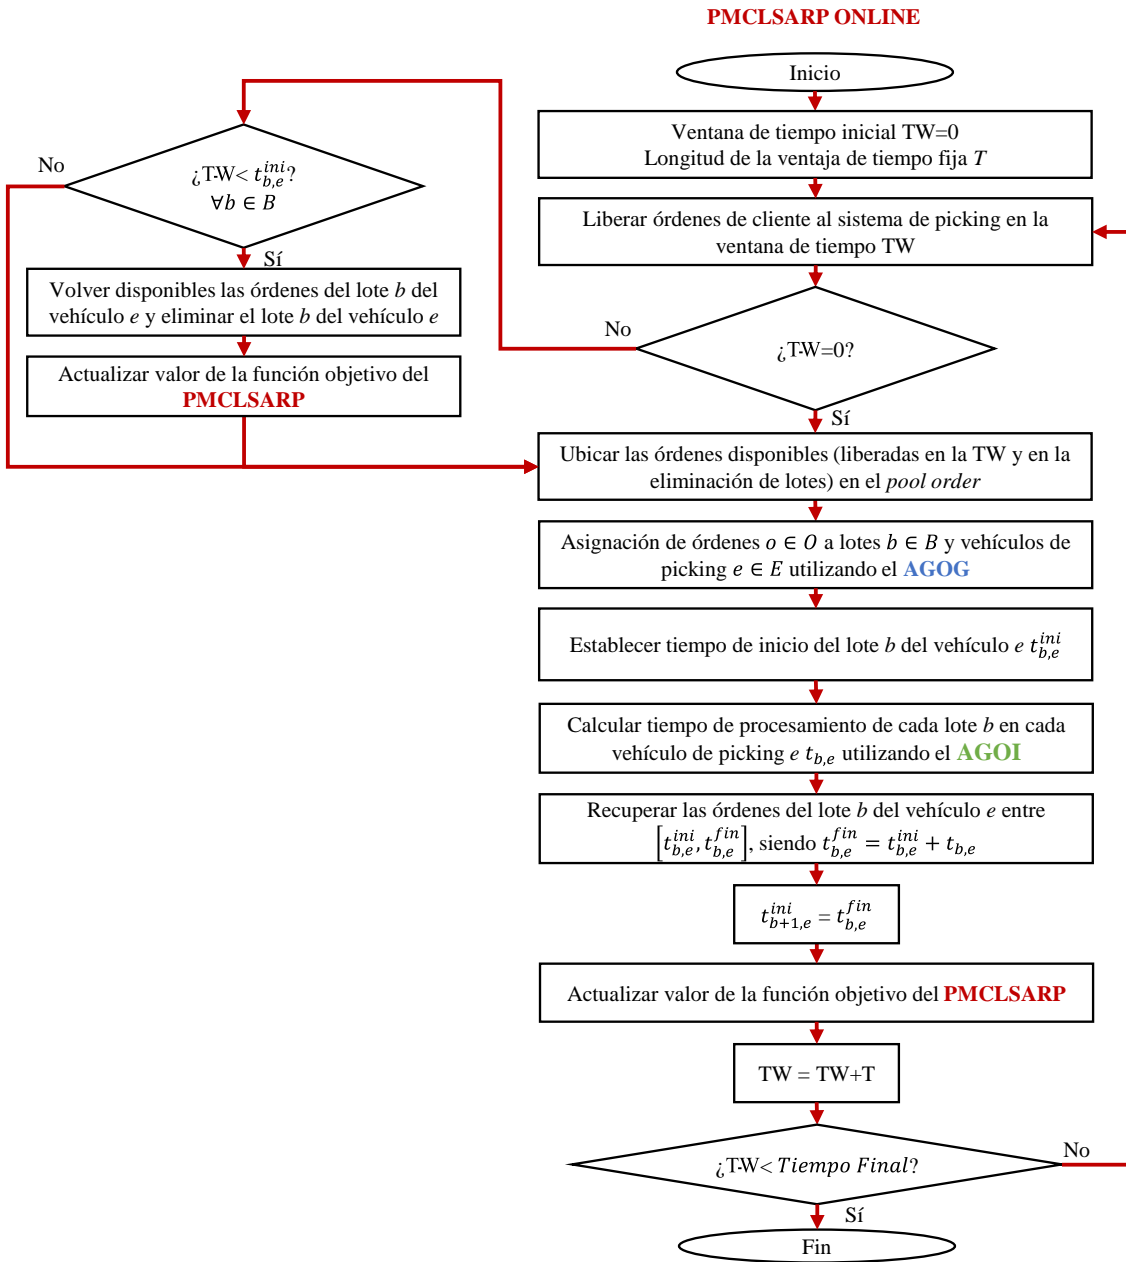 PMCLSARP ONLINE
Inicio
Ventana de tiempo inicial TW=0
Longitud de la ventaja de tiempo fija T
Liberar órdenes de cliente al sistema de picking en la
ventana de tiempo TW
¿T-W=0?
No
Sí
¿T-W< t_{b,e}^{ini}?
∀b ∈ B
No
Sí
Volver disponibles las órdenes del lote b del
vehículo e y eliminar el lote b del vehículo e
Actualizar valor de la función objetivo del
PMCLSARP
Ubicar las órdenes disponibles (liberadas en la TW y en la
eliminación de lotes) en el pool order
Asignación de órdenes o ∈ O a lotes b ∈ B y vehículos de
picking e ∈ E utilizando el AGOG
Establecer tiempo de inicio del lote b del vehículo e t_{b,e}^{ini}
Calcular tiempo de procesamiento de cada lote b en cada
vehículo de picking e t_{b,e} utilizando el AGOI
Recuperar las órdenes del lote b del vehículo e entre
[t_{b,e}^{ini}, t_{b,e}^{fin}], siendo t_{b,e}^{fin} = t_{b,e}^{ini} + t_{b,e}
t_{b+1,e}^{ini} = t_{b,e}^{fin}
Actualizar valor de la función objetivo del PMCLSARP
TW = TW+T
¿T-W< Tiempo Final?
No
Sí
Fin